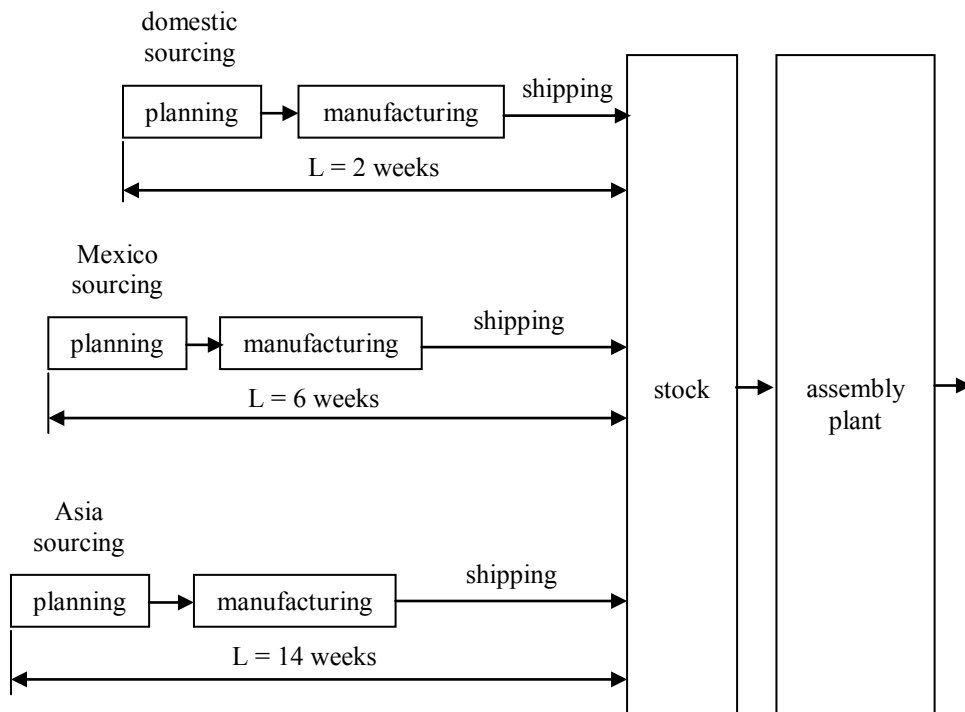 domestic
sourcing
planning
manufacturing
shipping
L = 2 weeks
Mexico
sourcing
planning
manufacturing
shipping
L = 6 weeks
Asia
sourcing
planning
manufacturing
shipping
L = 14 weeks
stock
assembly
plant